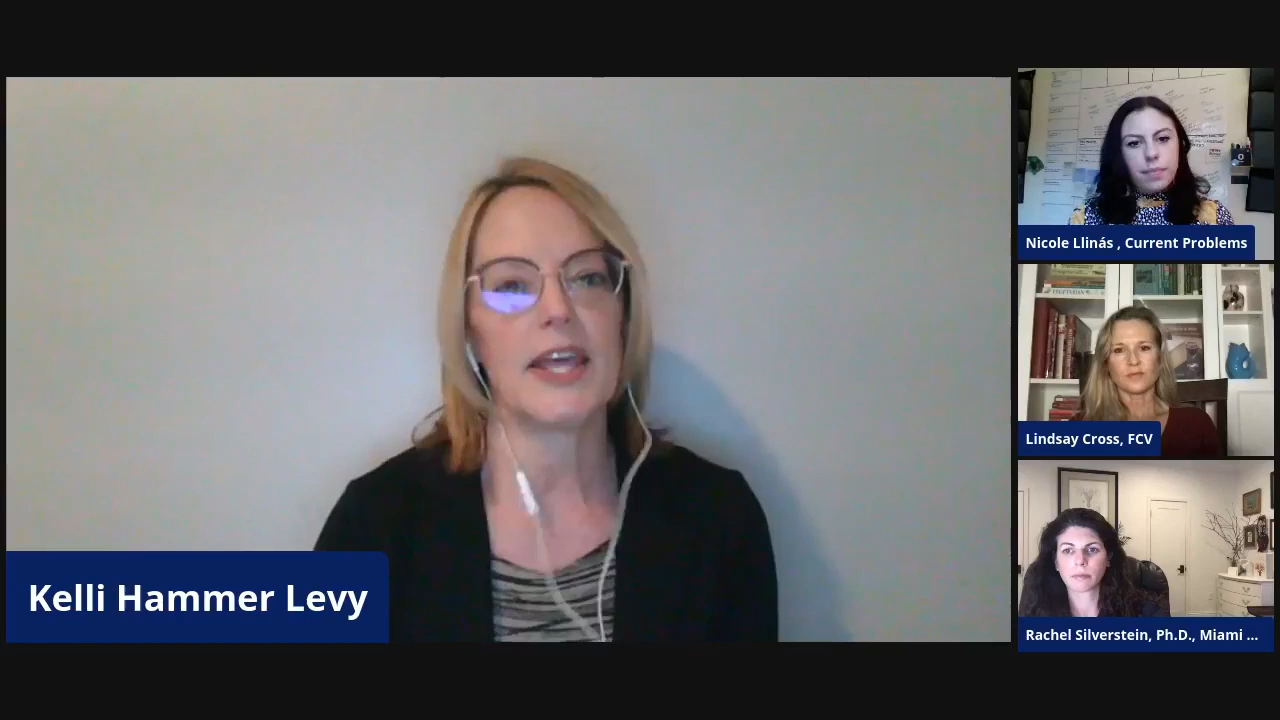 Kelli Hammer Levy
Nicole Llinás , Current Problems
Lindsay Cross, FCV
Rachel Silverstein, Ph.D., Miami ...